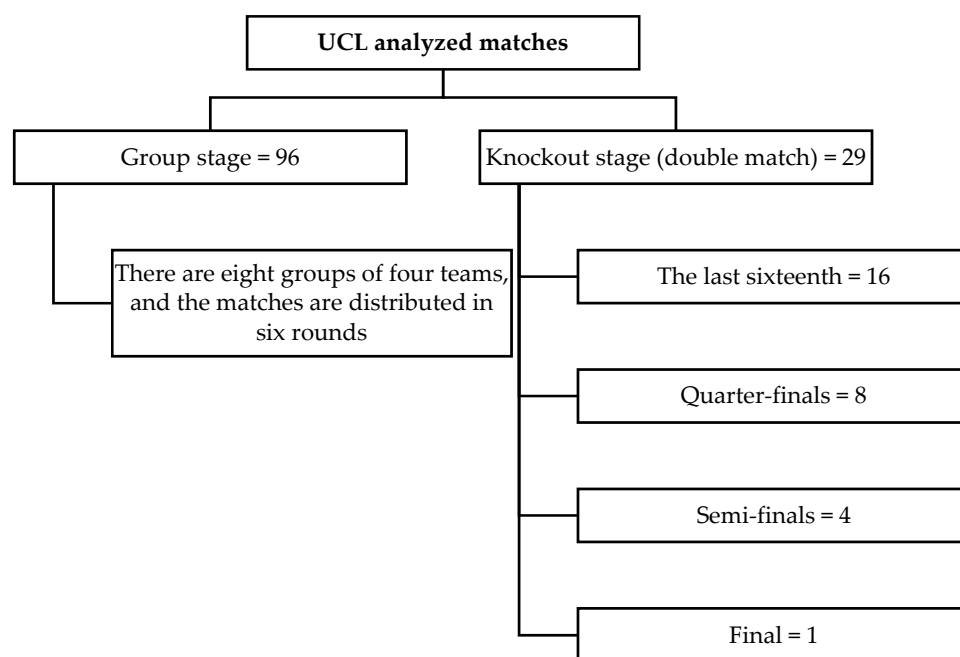 UCL analyzed matches
Group stage = 96
Knockout stage (double match) = 29
There are eight groups of four teams,
and the matches are distributed in
six rounds
The last sixteenth = 16
Quarter-finals = 8
Semi-finals = 4
Final = 1